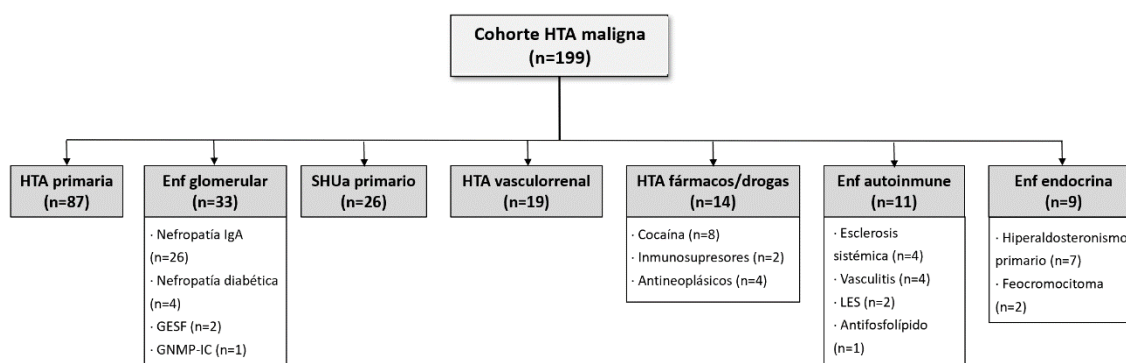 Cohorte HTA maligna
(n=199)
HTA primaria
(n=87)
Enf glomerular
(n=33)
· Nefropatía IgA
(n=26)
· Nefropatía diabética
(n=4)
· GESF (n=2)
· GNMP-IC (n=1)
SHUa primario
(n=26)
HTA vasculorrenal
(n=19)
HTA fármacos/drogas
(n=14)
· Cocaína (n=8)
· Inmunosupresores (n=2)
· Antineoplásicos (n=4)
Enf autoinmune
(n=11)
· Esclerosis
sistémica (n=4)
· Vasculitis (n=4)
· LES (n=2)
· Antifosfolípido
(n=1)
Enf endocrina
(n=9)
· Hiperaldosteronismo
primario (n=7)
· Feocromocitoma
(n=2)